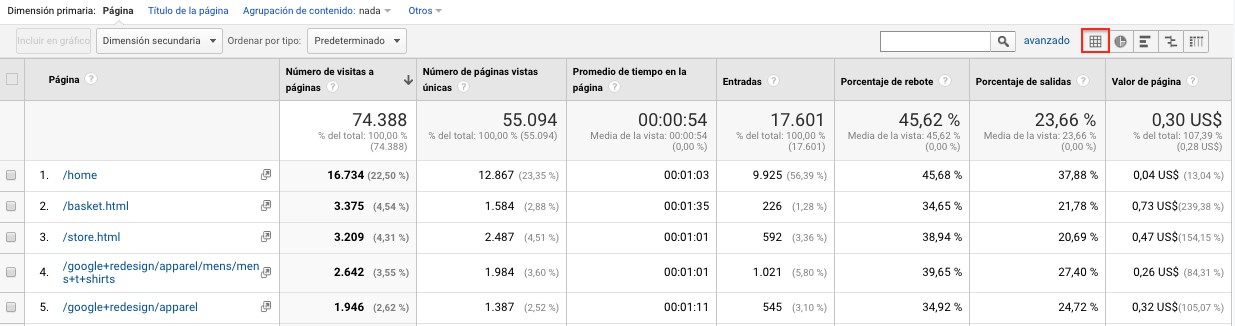 Dimensión primaria: Página Título de la página Agrupación de contenido: nada Otros
Incluir en gráfico Dimensión secundaria Ordenar por tipo: Predeterminado avanzado
Página ? Número de visitas a páginas ? Número de páginas vistas únicas ? Promedio de tiempo en la página ? Entradas ? Porcentaje de rebote ? Porcentaje de salidas ? Valor de página ?
74.388 55.094 00:00:54 17.601 45,62 % 23,66 % 0,30 US$
% del total: 100,00 % (74.388) % del total: 100,00 % (55.094) Media de la vista: 00:00:54 (0,00 %) % del total: 100,00 % (17.601) Media de la vista: 45,62 % (0,00 %) Media de la vista: 23,66 % (0,00 %) % del total: 107,39 % (0,28 US$)
1. /home 16.734 (22,50 %) 12.867 (23,35 %) 00:01:03 9.925 (56,39 %) 45,68 % 37,88 % 0,04 US$ (13,04 %)
2. /basket.html 3.375 (4,54 %) 1.584 (2,88 %) 00:01:35 226 (1,28 %) 34,65 % 21,78 % 0,73 US$ (239,38 %)
3. /store.html 3.209 (4,31 %) 2.487 (4,51 %) 00:01:01 592 (3,36 %) 38,94 % 20,69 % 0,47 US$ (154,15 %)
4. /google+redesign/apparel/mens/mens+t+shirts 2.642 (3,55 %) 1.984 (3,60 %) 00:01:01 1.021 (5,80 %) 39,65 % 27,40 % 0,26 US$ (84,31 %)
5. /google+redesign/apparel 1.946 (2,62 %) 1.387 (2,52 %) 00:01:11 545 (3,10 %) 34,92 % 24,72 % 0,32 US$ (105,07 %)